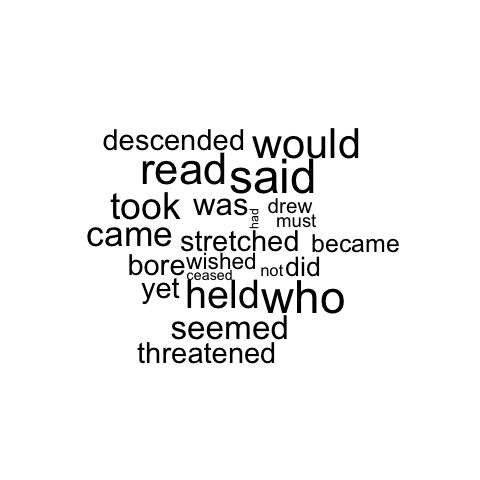 descended would
read said
took was had drew
must
came stretched became
bore wished not did
ceased
yet held who
seemed
threatened